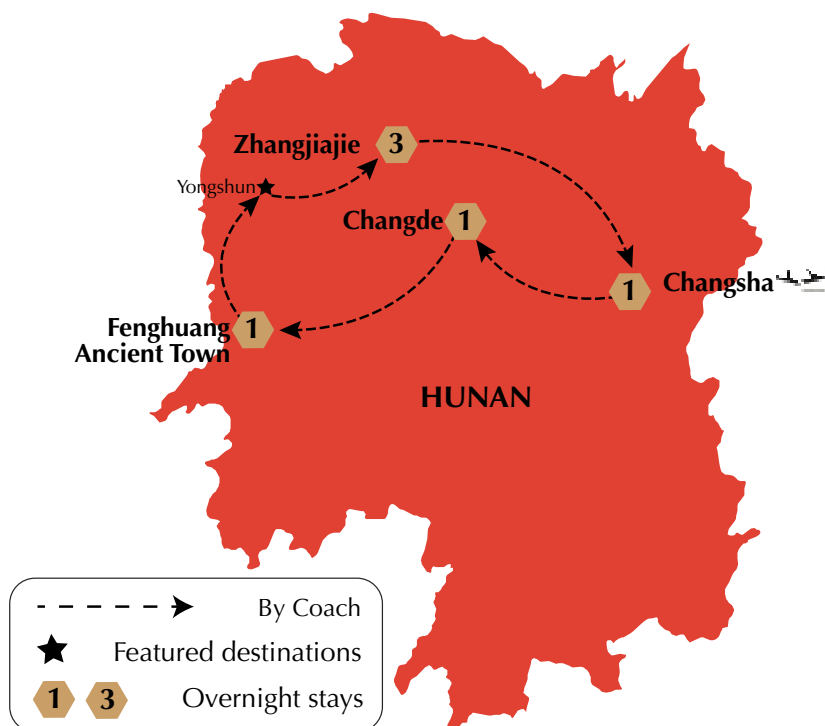 Zhangjiajie
3
Yongshun
Changde
1
Changsha
1
Fenghuang
Ancient Town
1
HUNAN
By Coach
Featured destinations
1 3 Overnight stays